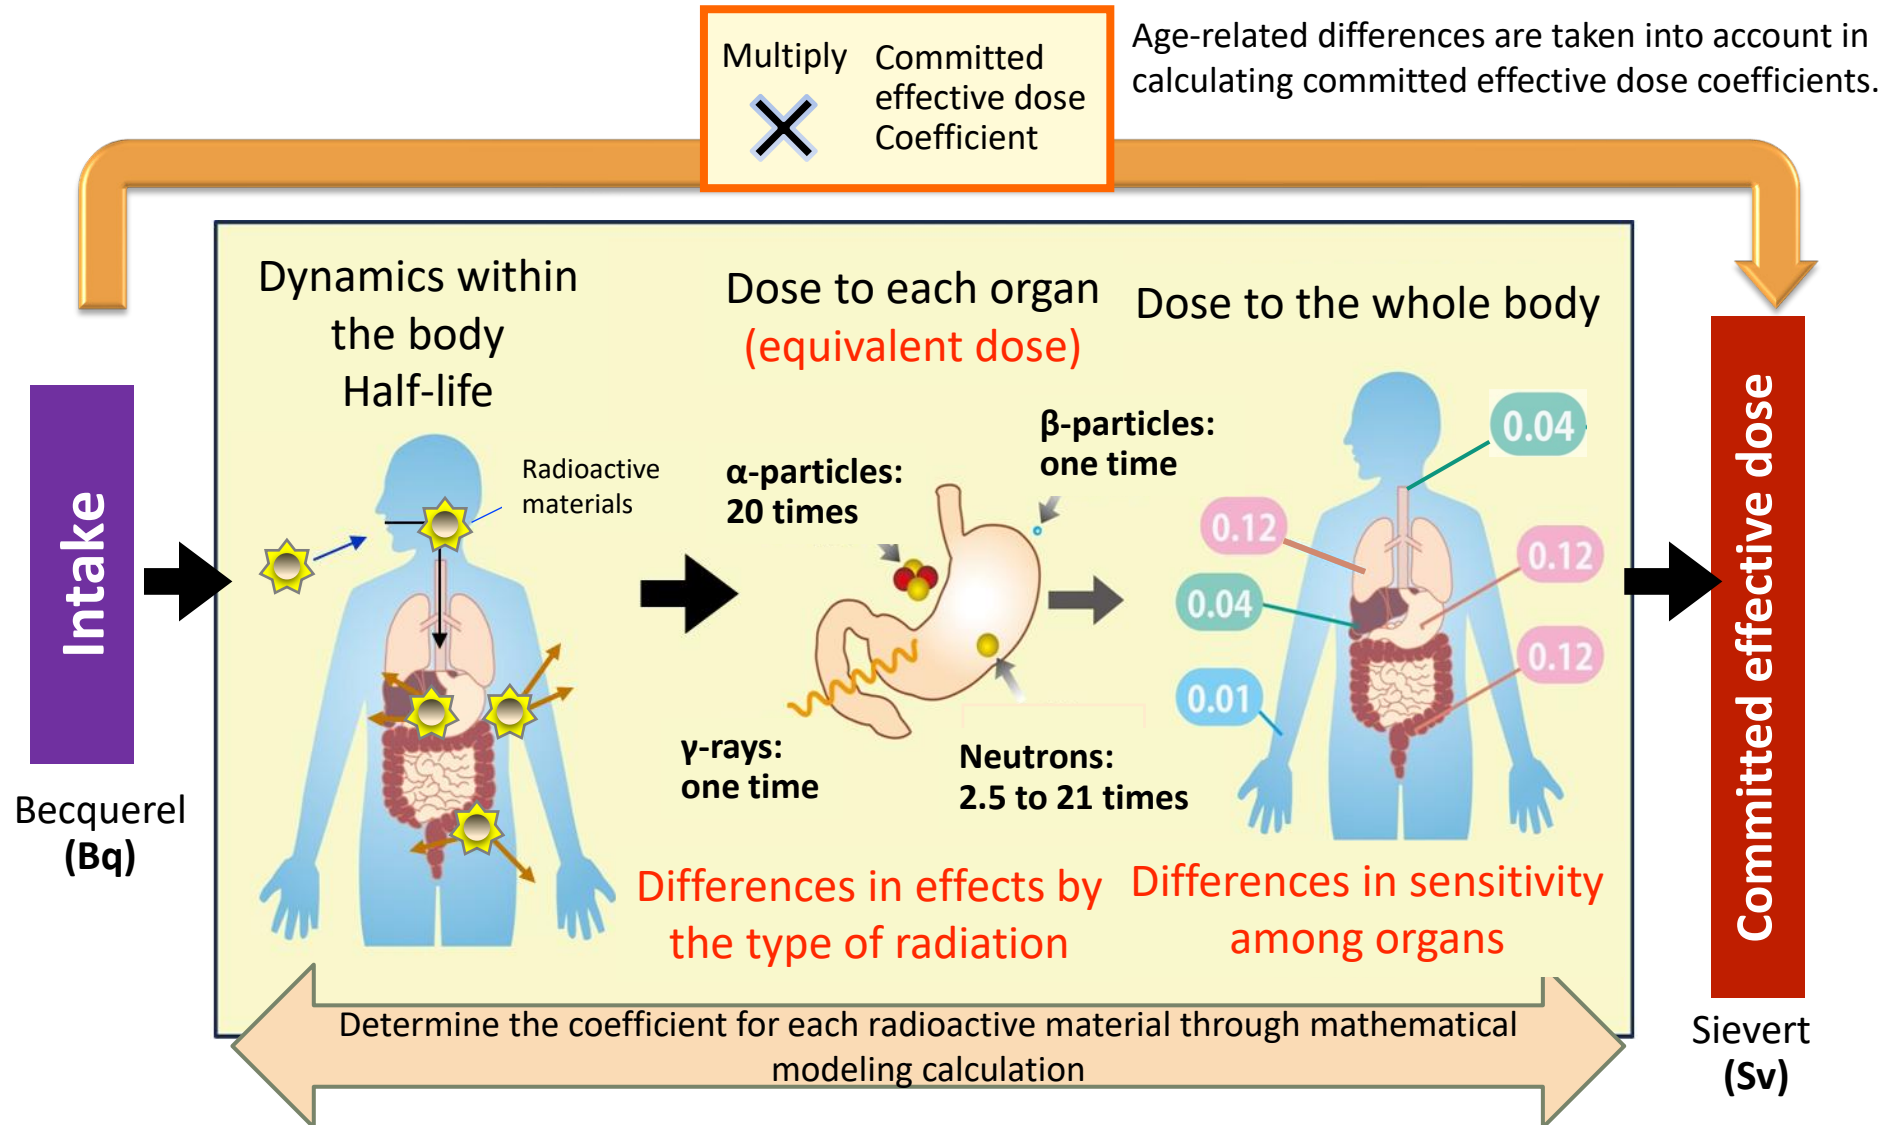 Multiply
Committed
effective dose
Coefficient
Age-related differences are taken into account in
calculating committed effective dose coefficients.
Intake
Becquerel
(Bq)
Dynamics within
the body
Half-life
Radioactive
materials
Dose to each organ
(equivalent dose)
α-particles:
20 times
β-particles:
one time
γ-rays:
one time
Neutrons:
2.5 to 21 times
Differences in effects by
the type of radiation
Dose to the whole body
0.04
0.12
0.12
0.04
0.12
0.01
Differences in sensitivity
among organs
Determine the coefficient for each radioactive material through mathematical
modeling calculation
Committed effective dose
Sievert
(Sv)